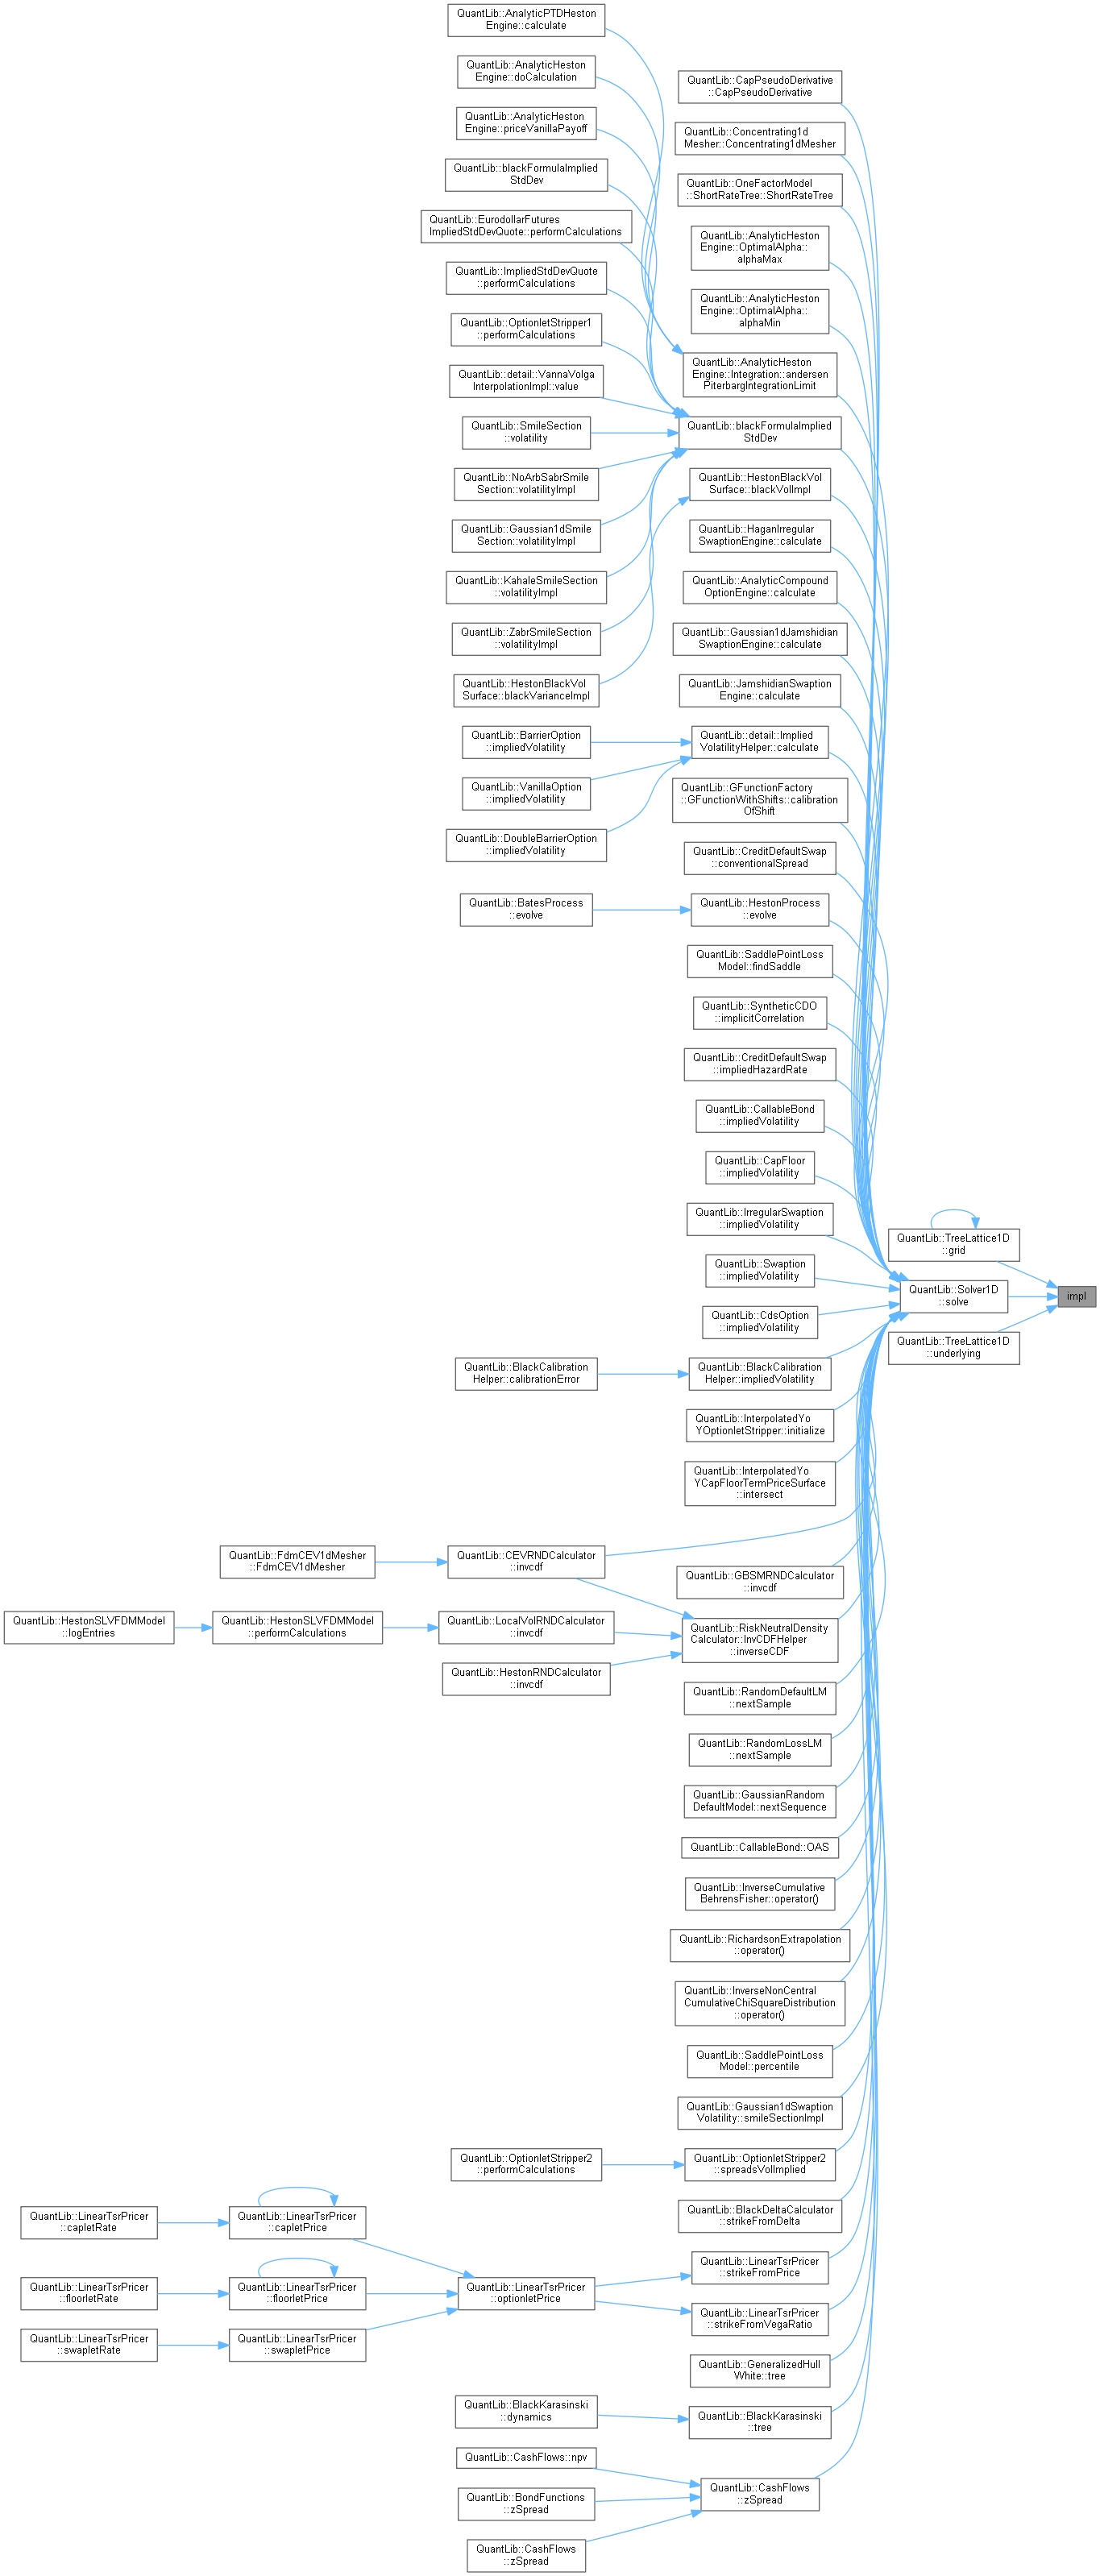 QuantLib::AnalyticPTDHeston
Engine::calculate
QuantLib::AnalyticHeston
Engine::doCalculation
QuantLib::AnalyticHeston
Engine::priceVanillaPayoff
QuantLib::blackFormulaImplied
StdDev
QuantLib::EurodollarFutures
ImpliedStdDevQuote::performCalculations
QuantLib::ImpliedStdDevQuote
::performCalculations
QuantLib::OptionletStripper1
::performCalculations
QuantLib::detail::VannaVolga
InterpolationImpl::value
QuantLib::SmileSection
::volatility
QuantLib::NoArbSabrSmile
Section::volatilityImpl
QuantLib::Gaussian1dSmile
Section::volatilityImpl
QuantLib::KahaleSmileSection
::volatilityImpl
QuantLib::ZabrSmileSection
::volatilityImpl
QuantLib::HestonBlackVol
Surface::blackVarianceImpl
QuantLib::BarrierOption
::impliedVolatility
QuantLib::VanillaOption
::impliedVolatility
QuantLib::DoubleBarrierOption
::impliedVolatility
QuantLib::BatesProcess
::evolve
QuantLib::CapPseudoDerivative
::CapPseudoDerivative
QuantLib::Concentrating1d
Mesher::Concentrating1dMesher
QuantLib::OneFactorModel
::ShortRateTree::ShortRateTree
QuantLib::AnalyticHeston
Engine::OptimalAlpha::
alphaMax
QuantLib::AnalyticHeston
Engine::OptimalAlpha::
alphaMin
QuantLib::AnalyticHeston
Engine::Integration::andersen
PiterbargIntegrationLimit
QuantLib::blackFormulaImplied
StdDev
QuantLib::HestonBlackVol
Surface::blackVolImpl
QuantLib::HaganIrregular
SwaptionEngine::calculate
QuantLib::AnalyticCompound
OptionEngine::calculate
QuantLib::Gaussian1dJamshidian
SwaptionEngine::calculate
QuantLib::JamshidianSwaption
Engine::calculate
QuantLib::detail::Implied
VolatilityHelper::calculate
QuantLib::GFunctionFactory
::GFunctionWithShifts::calibration
OfShift
QuantLib::CreditDefaultSwap
::conventionalSpread
QuantLib::HestonProcess
::evolve
QuantLib::SaddlePointLoss
Model::findSaddle
QuantLib::SyntheticCDO
::implicitCorrelation
QuantLib::CreditDefaultSwap
::impliedHazardRate
QuantLib::CallableBond
::impliedVolatility
QuantLib::CapFloor
::impliedVolatility
QuantLib::IrregularSwaption
::impliedVolatility
QuantLib::Swaption
::impliedVolatility
QuantLib::CdsOption
::impliedVolatility
QuantLib::TreeLattice1D
::grid
QuantLib::Solver1D
::solve
QuantLib::TreeLattice1D
::underlying
impl
QuantLib::BlackCalibration
Helper::calibrationError
QuantLib::BlackCalibration
Helper::impliedVolatility
QuantLib::InterpolatedYo
YOptionletStripper::initialize
QuantLib::InterpolatedYo
YCapFloorTermPriceSurface
::intersect
QuantLib::FdmCEV1dMesher
::FdmCEV1dMesher
QuantLib::CEVRNDCalculator
::invcdf
QuantLib::GBSMRNDCalculator
::invcdf
QuantLib::HestonSLVFDMModel
::logEntries
QuantLib::HestonSLVFDMModel
::performCalculations
QuantLib::LocalVolRNDCalculator
::invcdf
QuantLib::HestonRNDCalculator
::invcdf
QuantLib::RiskNeutralDensity
Calculator::InvCDFHelper
::inverseCDF
QuantLib::RandomDefaultLM
::nextSample
QuantLib::RandomLossLM
::nextSample
QuantLib::GaussianRandom
DefaultModel::nextSequence
QuantLib::CallableBond::OAS
QuantLib::InverseCumulative
BehrensFisher::operator()
QuantLib::RichardsonExtrapolation
::operator()
QuantLib::InverseNonCentral
CumulativeChiSquareDistribution
::operator()
QuantLib::SaddlePointLoss
Model::percentile
QuantLib::Gaussian1dSwaption
Volatility::smileSectionImpl
QuantLib::OptionletStripper2
::performCalculations
QuantLib::OptionletStripper2
::spreadsVolImplied
QuantLib::BlackDeltaCalculator
::strikeFromDelta
QuantLib::LinearTsrPricer
::capletRate
QuantLib::LinearTsrPricer
::capletPrice
QuantLib::LinearTsrPricer
::floorletRate
QuantLib::LinearTsrPricer
::floorletPrice
QuantLib::LinearTsrPricer
::swapletRate
QuantLib::LinearTsrPricer
::swapletPrice
QuantLib::LinearTsrPricer
::optionletPrice
QuantLib::LinearTsrPricer
::strikeFromPrice
QuantLib::LinearTsrPricer
::strikeFromVegaRatio
QuantLib::GeneralizedHull
White::tree
QuantLib::BlackKarasinski
::dynamics
QuantLib::BlackKarasinski
::tree
QuantLib::CashFlows::npv
QuantLib::BondFunctions
::zSpread
QuantLib::CashFlows
::zSpread
QuantLib::CashFlows
::zSpread